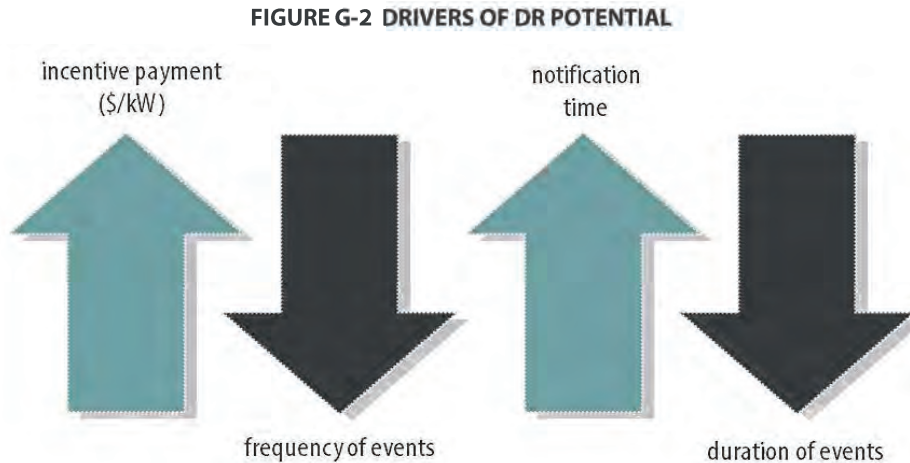 FIGURE G-2 DRIVERS OF DR POTENTIAL
incentive payment
($/kW)
notification
time
frequency of events
duration of events